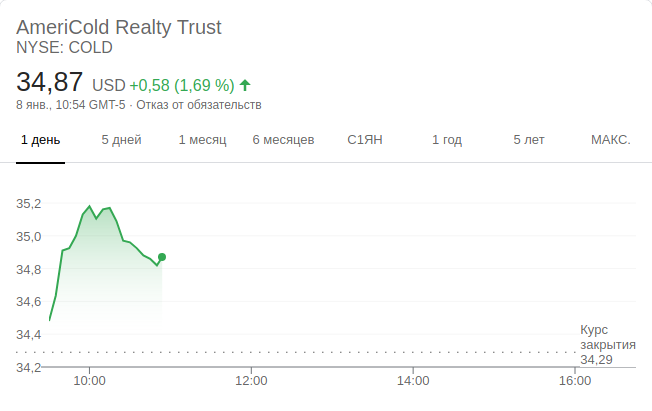 AmeriCold Realty Trust
NYSE: COLD
34,87 USD +0,58 (1,69 %)
8 янв., 10:54 GMT-5 · Отказ от обязательств
1 день 5 дней 1 месяц 6 месяцев С1ЯН 1 год 5 лет МАКС.
35,2
35,0
34,8
34,6
34,4
34,2
Курс
закрытия
34,29
10:00 12:00 14:00 16:00